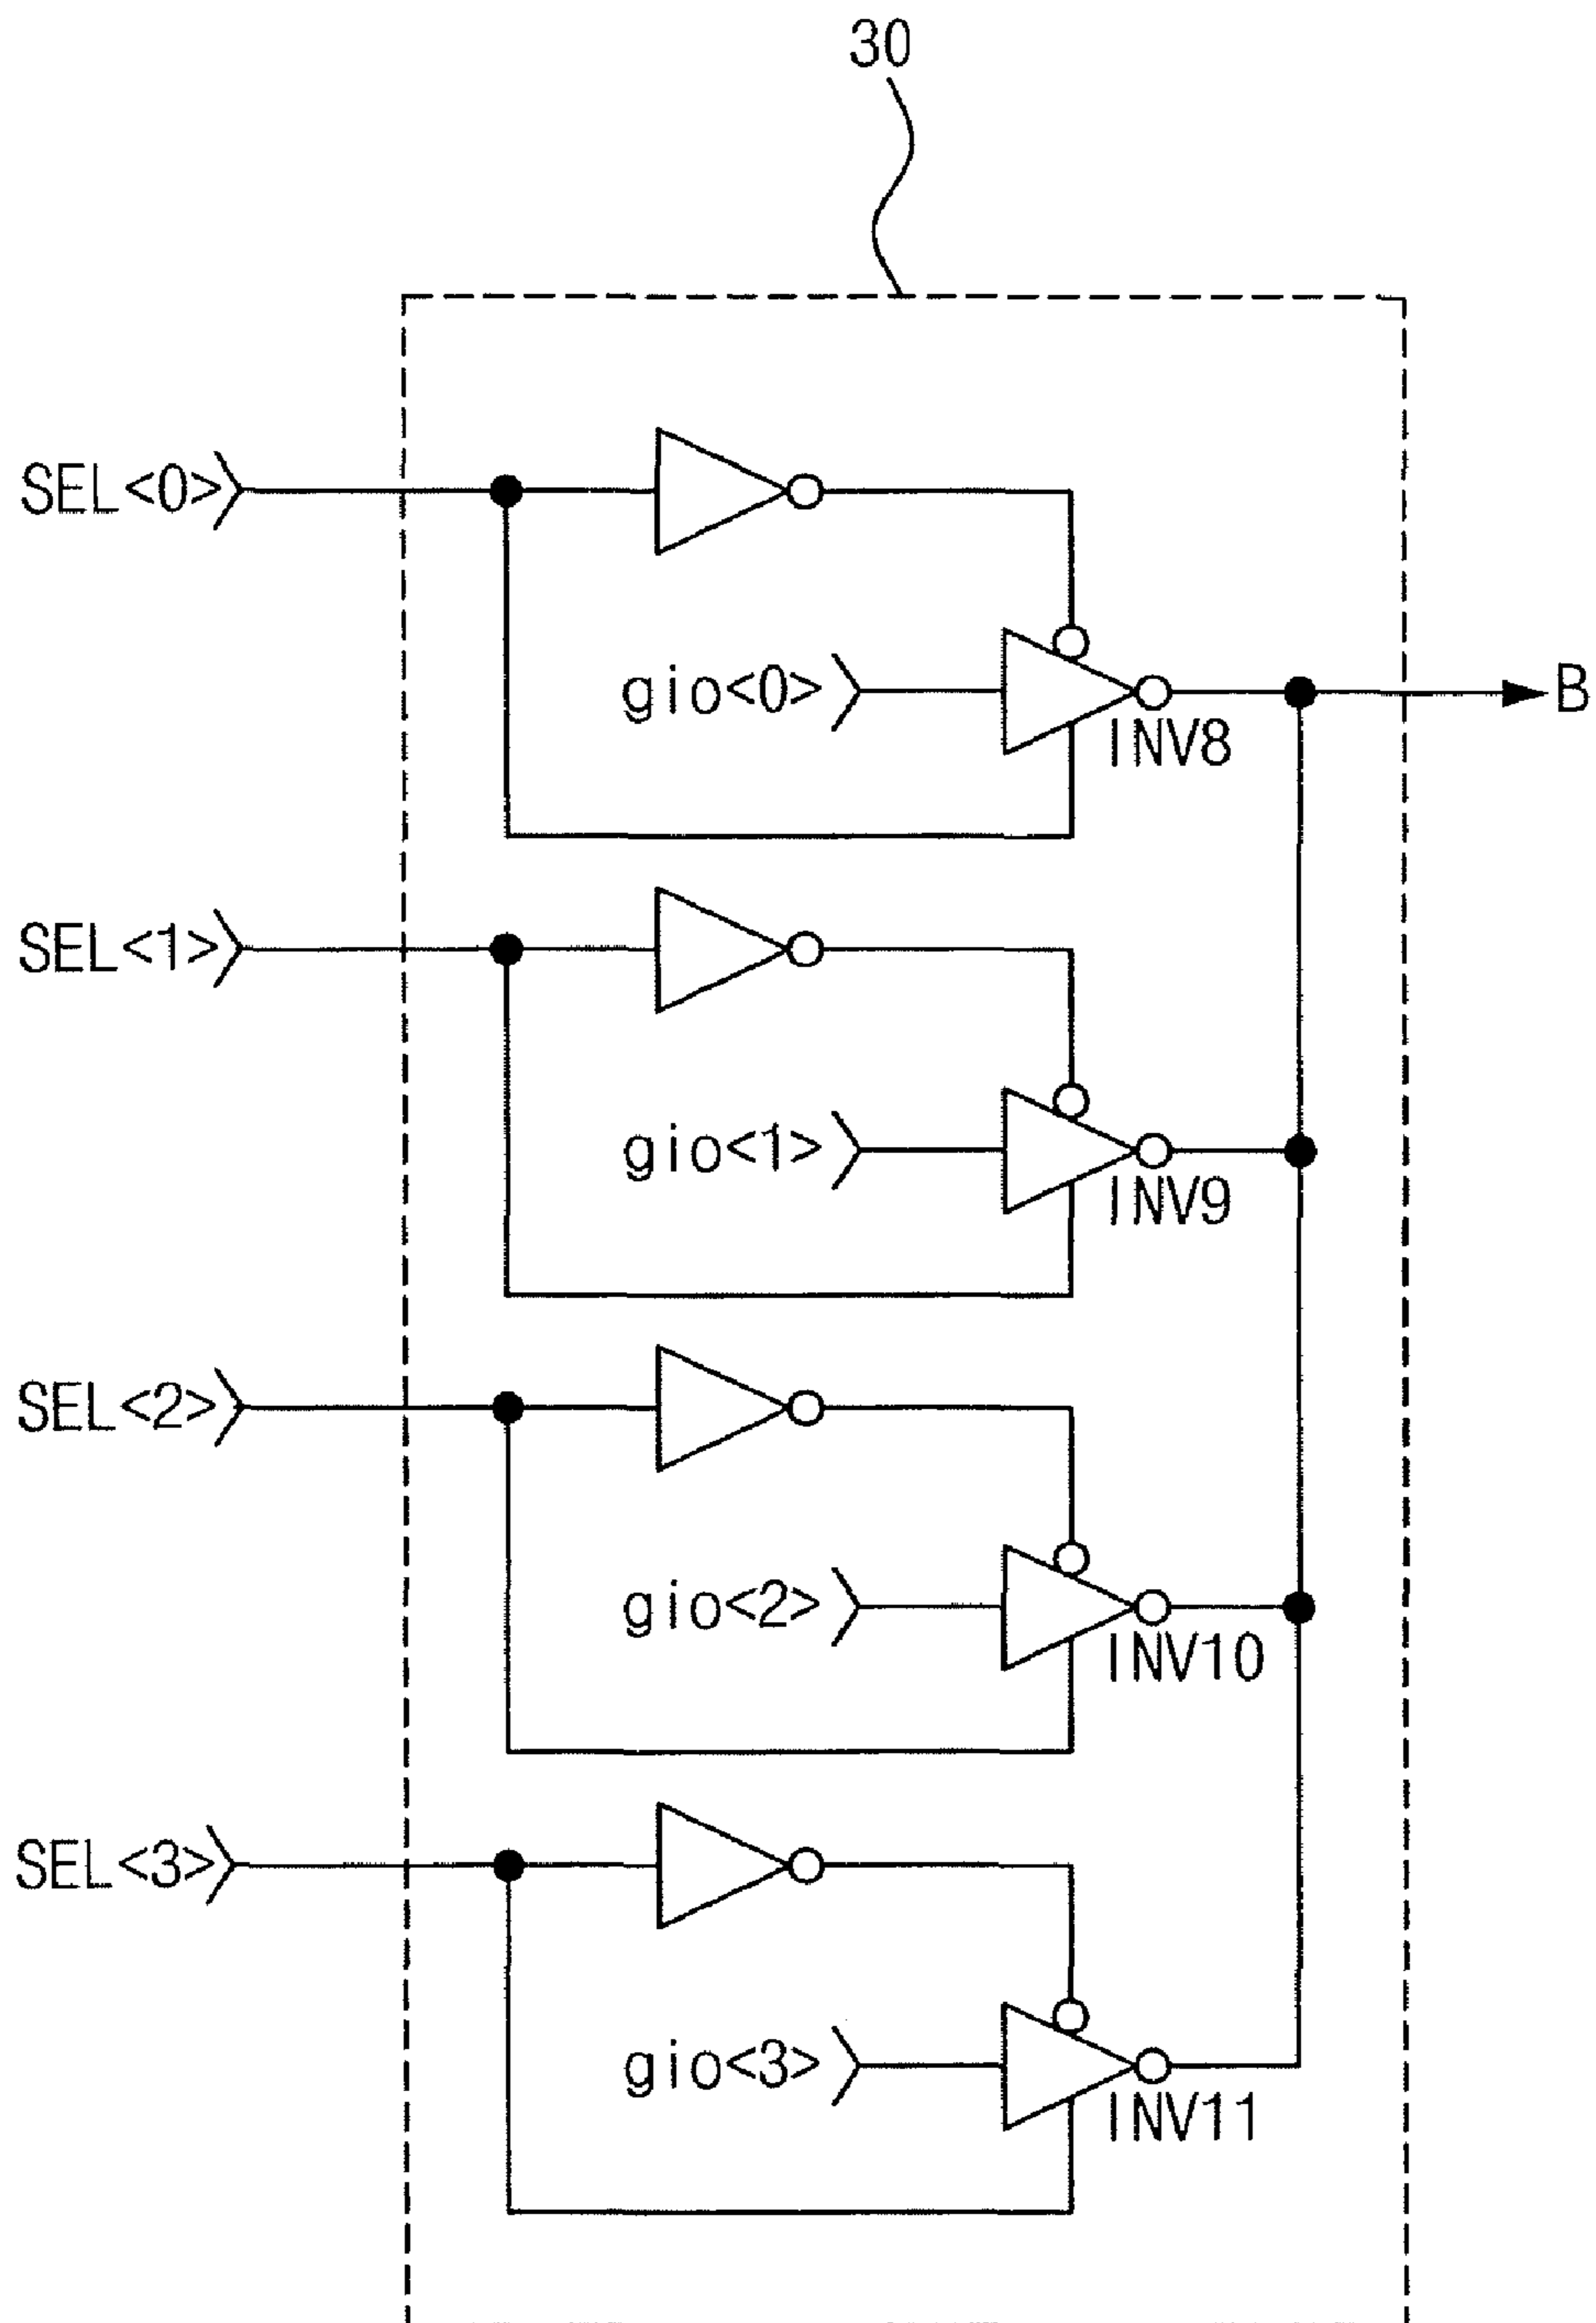 30
SEL<0>
gio<0>
B
INV8
SEL<1>
gio<1>
INV9
SEL<2>
gio<2>
INV10
SEL<3>
gio<3>
INV11